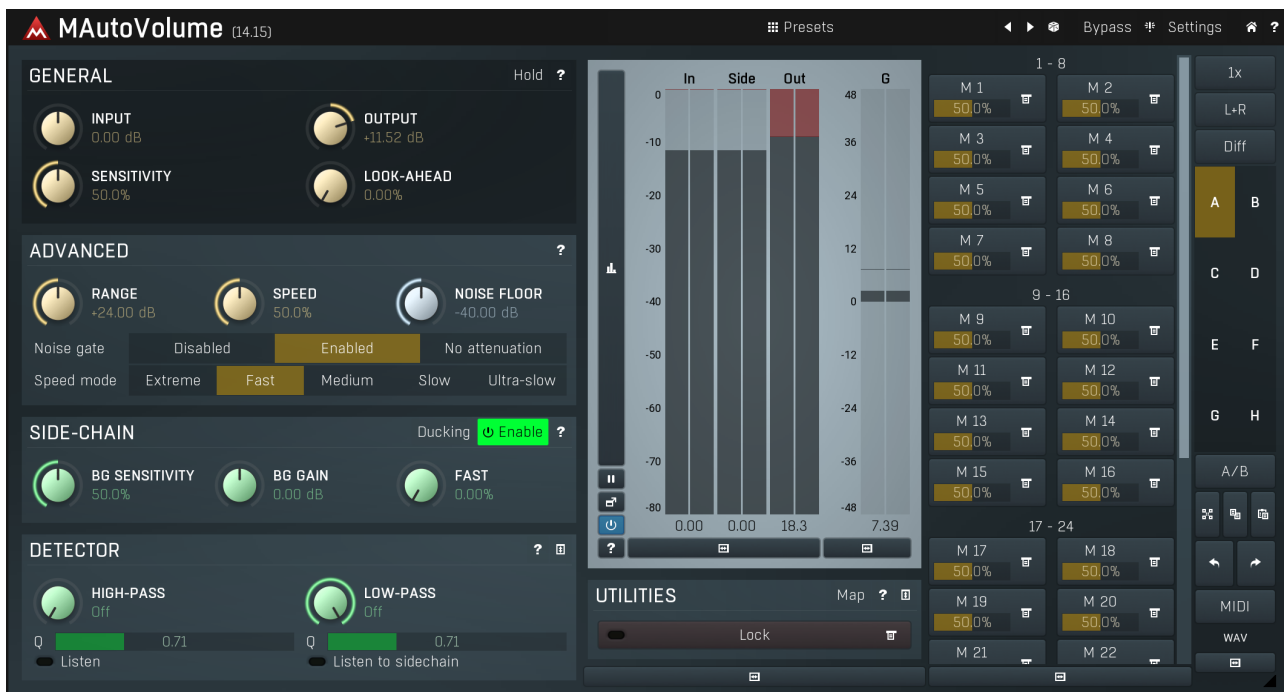 MAutoVolume (14.15)
Presets
Bypass
Settings
?
GENERAL
Hold ?
INPUT
0.00 dB
OUTPUT
+11.52 dB
SENSITIVITY
50.0%
LOOK-AHEAD
0.00%
ADVANCED
?
RANGE
+24.00 dB
SPEED
50.0%
NOISE FLOOR
-40.00 dB
Noise gate Disabled Enabled No attenuation
Speed mode Extreme Fast Medium Slow Ultra-slow
SIDE-CHAIN
Ducking Enable ?
BG SENSITIVITY
50.0%
BG GAIN
0.00 dB
FAST
0.00%
DETECTOR
?
HIGH-PASS
Off
LOW-PASS
Off
Q 0.71
Q 0.71
Listen
Listen to sidechain
In Side Out G
0
-10
-20
-30
-40
-50
-60
-70
-80
48
36
24
12
0
-12
-24
-36
-48
0.00 0.00 18.3 7.39
?
UTILITIES
Map ?
Lock
1 - 8
M 1
50.0%
M 2
50.0%
M 3
50.0%
M 4
50.0%
M 5
50.0%
M 6
50.0%
M 7
50.0%
M 8
50.0%
9 - 16
M 9
50.0%
M 10
50.0%
M 11
50.0%
M 12
50.0%
M 13
50.0%
M 14
50.0%
M 15
50.0%
M 16
50.0%
17 - 24
M 17
50.0%
M 18
50.0%
M 19
50.0%
M 20
50.0%
M 21
M 22
1x
L+R
Diff
A B
C D
E F
G H
A/B
MIDI
WAV